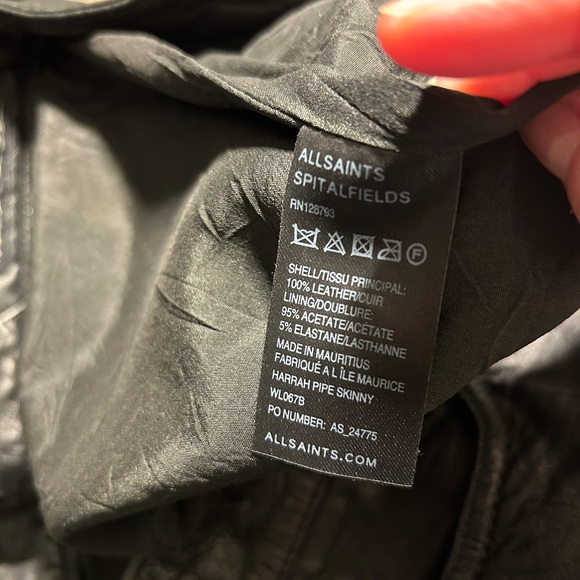 ALLSAINTS
SPITALFIELDS
RN128793
F
SHELL/TISSU PRINCIPAL:
100% LEATHER/CUIR
LINING/DOUBLURE:
95% ACETATE/ACÉTATE
5% ELASTANE/LASTHANNE
MADE IN MAURITIUS
FABRIQUÉ A L ÎLE MAURICE
HARRAH PIPE SKINNY
WL067B
PO NUMBER: AS_24775
ALLSAINTS.COM